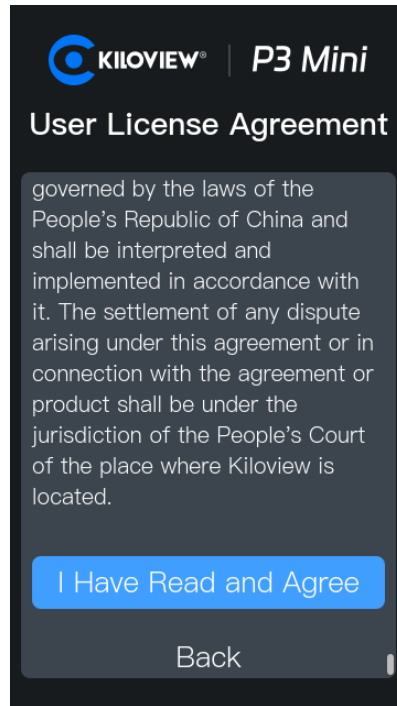 KILOVIEW® | P3 Mini
User License Agreement
governed by the laws of the
People's Republic of China and
shall be interpreted and
implemented in accordance with
it. The settlement of any dispute
arising under this agreement or in
connection with the agreement or
product shall be under the
jurisdiction of the People's Court
of the place where Kiloview is
located.
I Have Read and Agree
Back